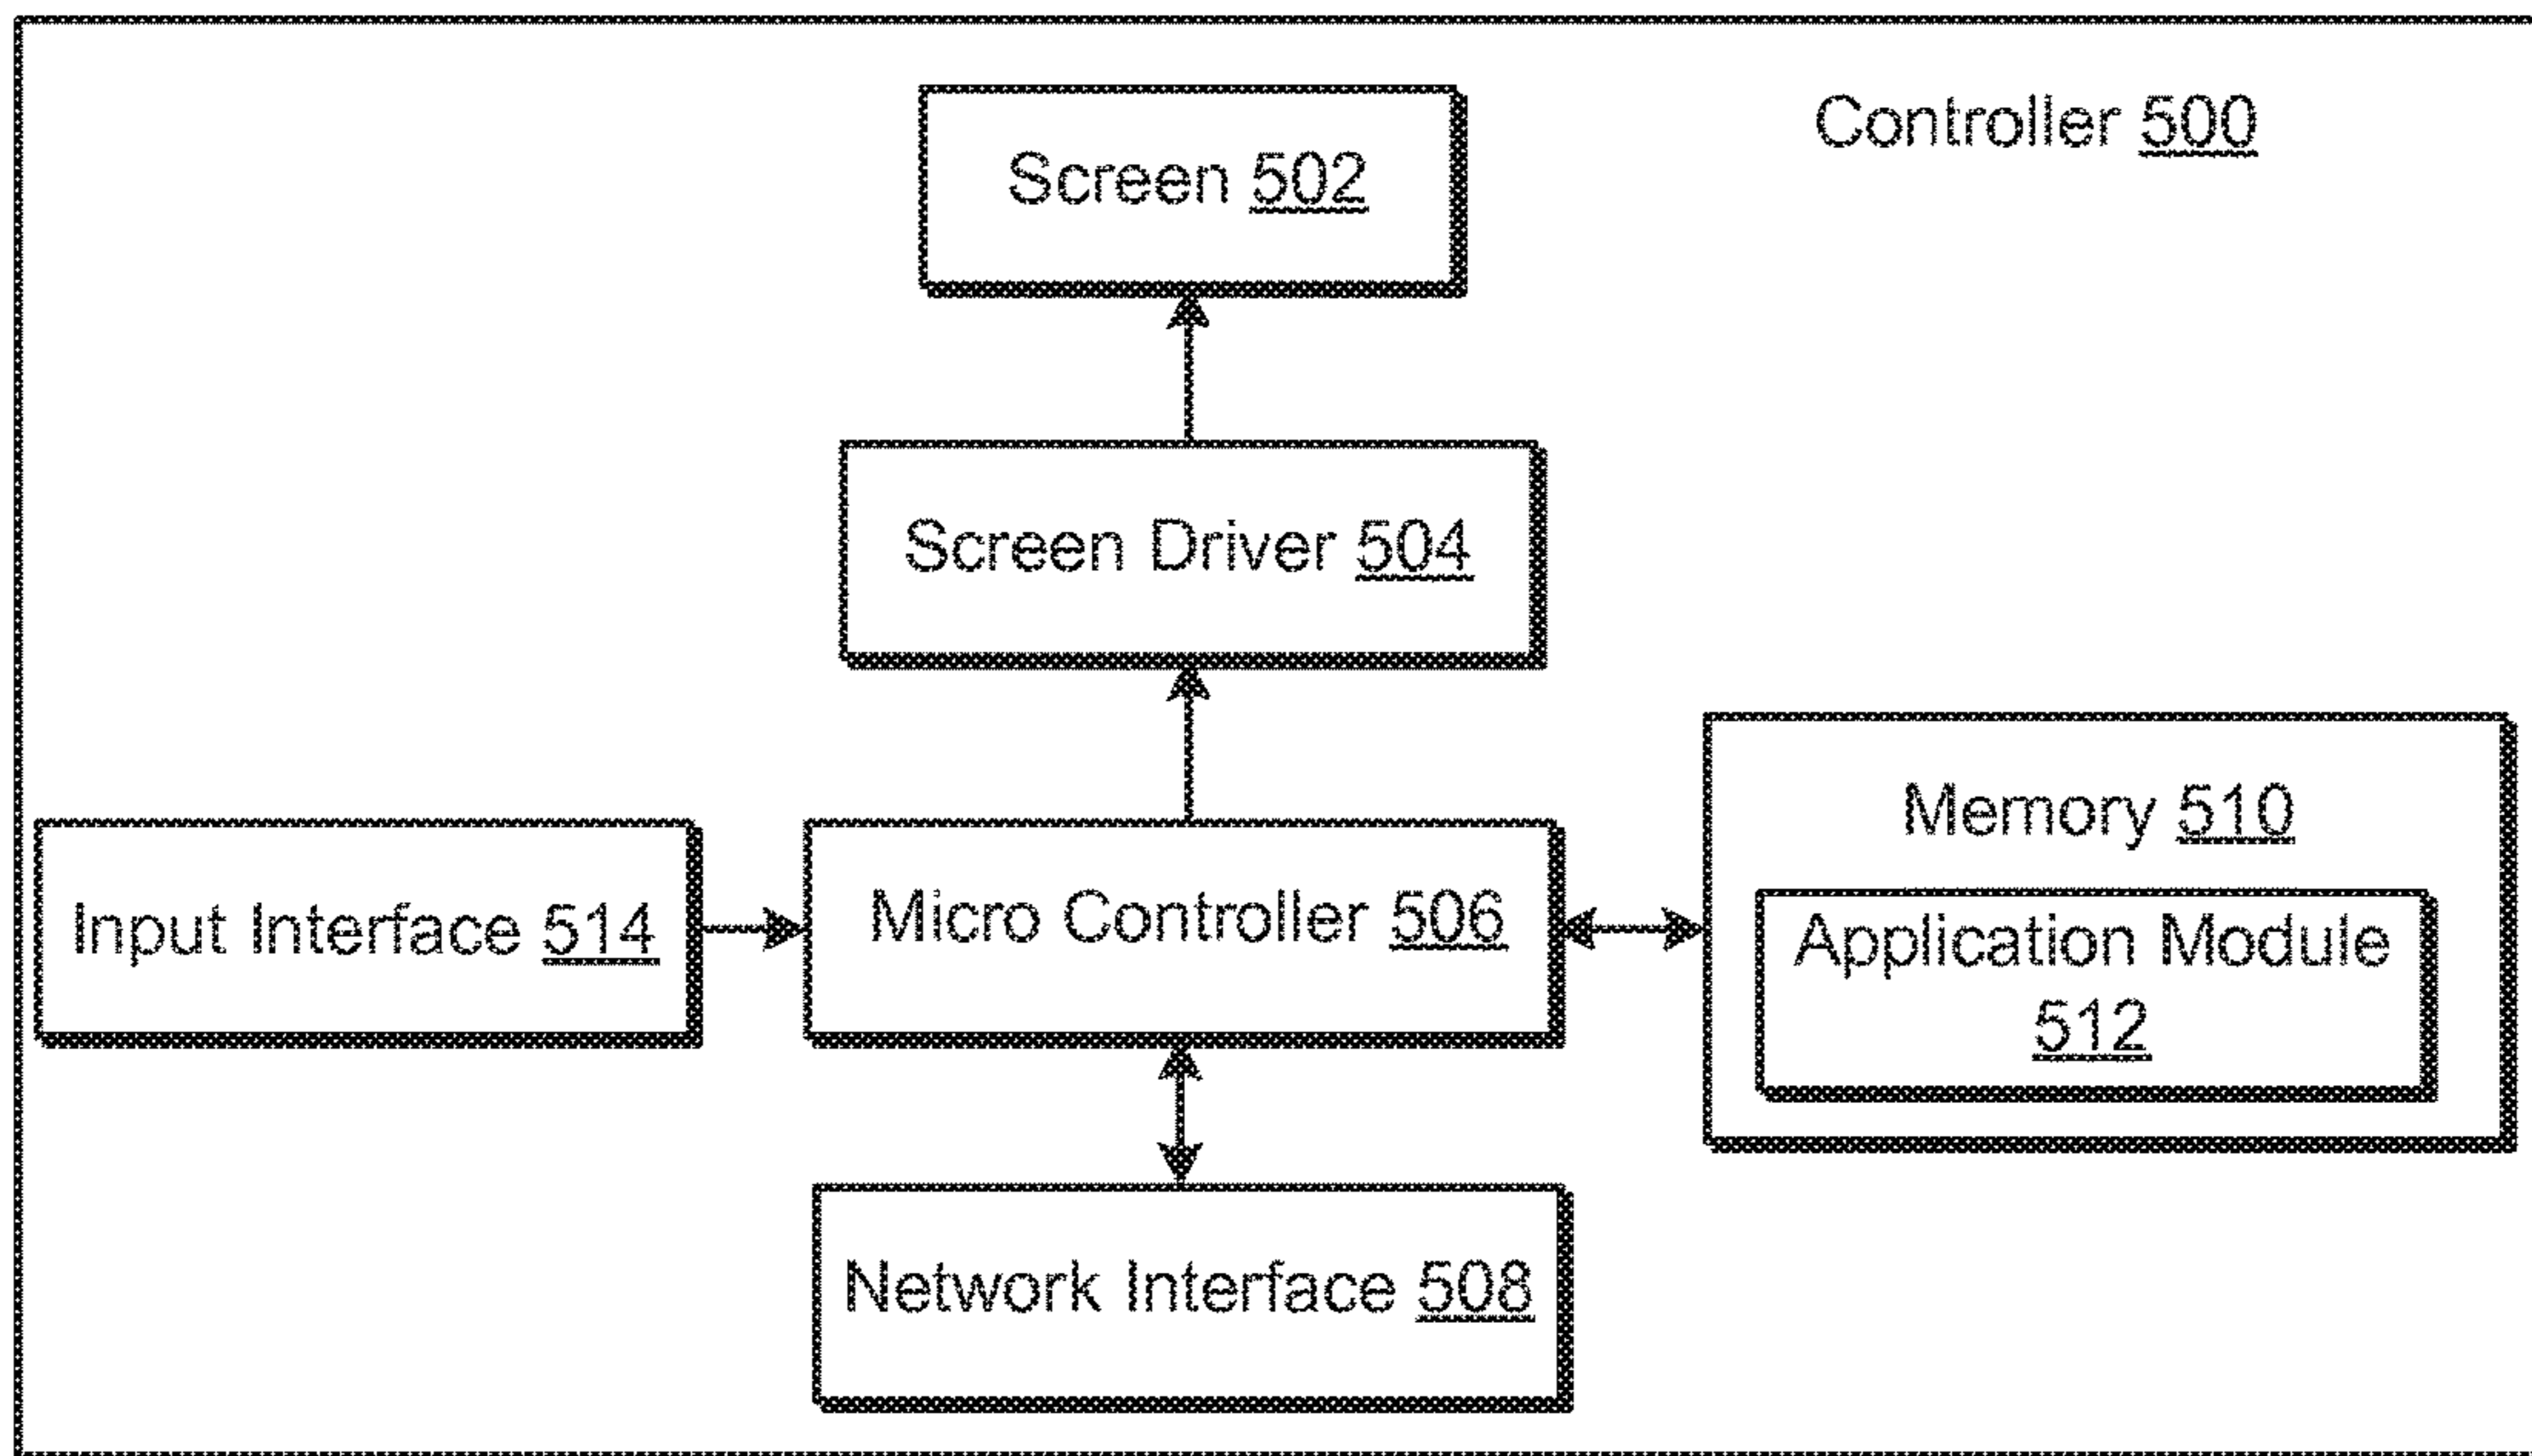 Controller 500
Screen 502
Screen Driver 504
Memory 510
Input Interface 514
Micro Controller 506
Application Module
512
Network Interface 508